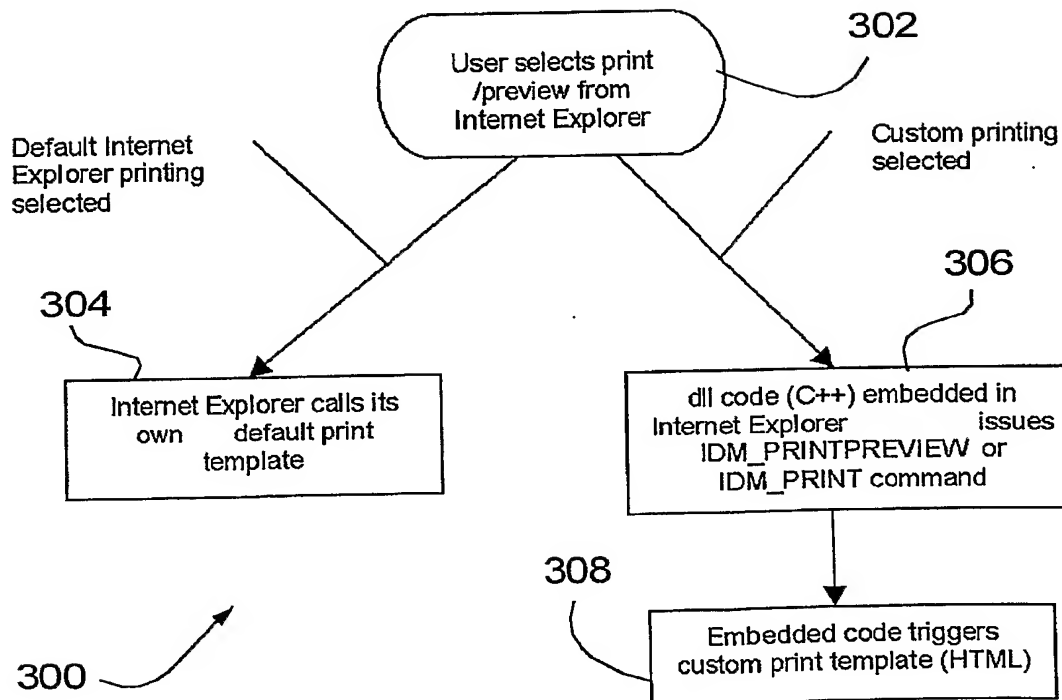 302
User selects print
/preview from
Internet Explorer
Default Internet
Explorer printing
selected
Custom printing
selected
304
306
Internet Explorer calls its
own default print
template
dll code (C++) embedded in
Internet Explorer issues
IDM_PRINTPREVIEW or
IDM_PRINT command
308
Embedded code triggers
custom print template (HTML)
300